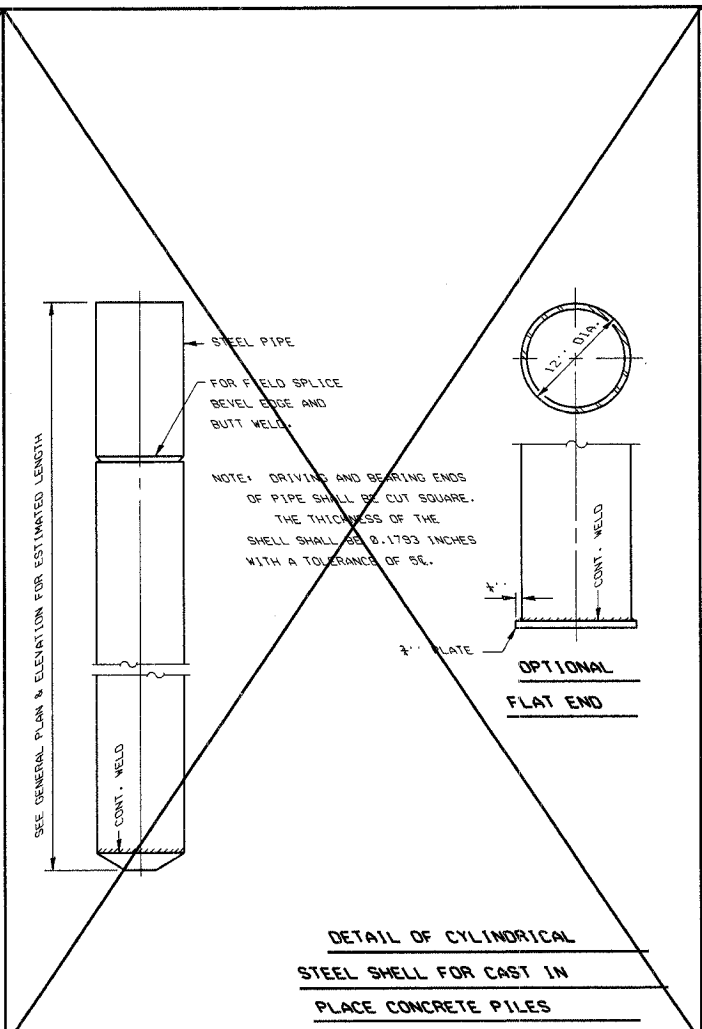 STEEL PIPE
FOR FIELD SPLICE
BEVEL EDGE AND
BUTT WELD.
NOTE: DRIVING AND BEARING ENDS
OF PIPE SHALL BE CUT SQUARE.
THE THICKNESS OF THE
SHELL SHALL BE 0.1793 INCHES
WITH A TOLERANCE OF
SEE GENERAL PLAN & ELEVATION FOR ESTIMATED LENGTH
CONT. WELD
12'' DIA.
CONT. WELD
PLATE
OPTIONAL
FLAT END
DETAIL OF CYLINDRICAL
STEEL SHELL FOR CAST IN
PLACE CONCRETE PILES